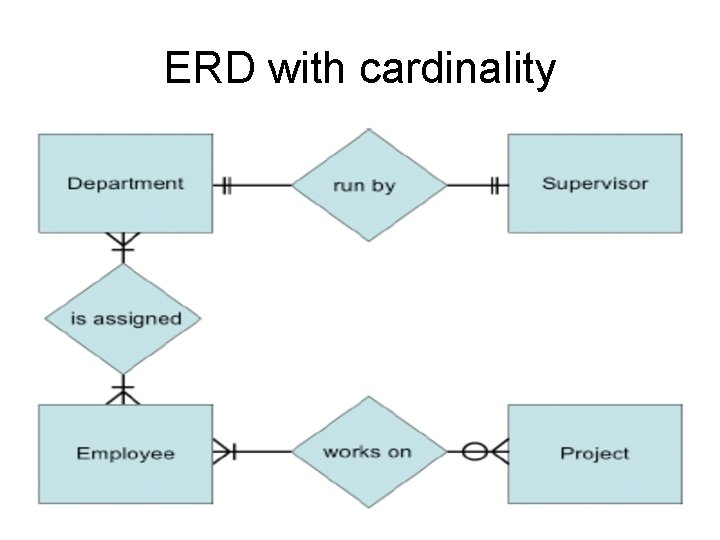 ERD with cardinality
Department
run by
Supervisor
is assigned
Employee
works on
Project